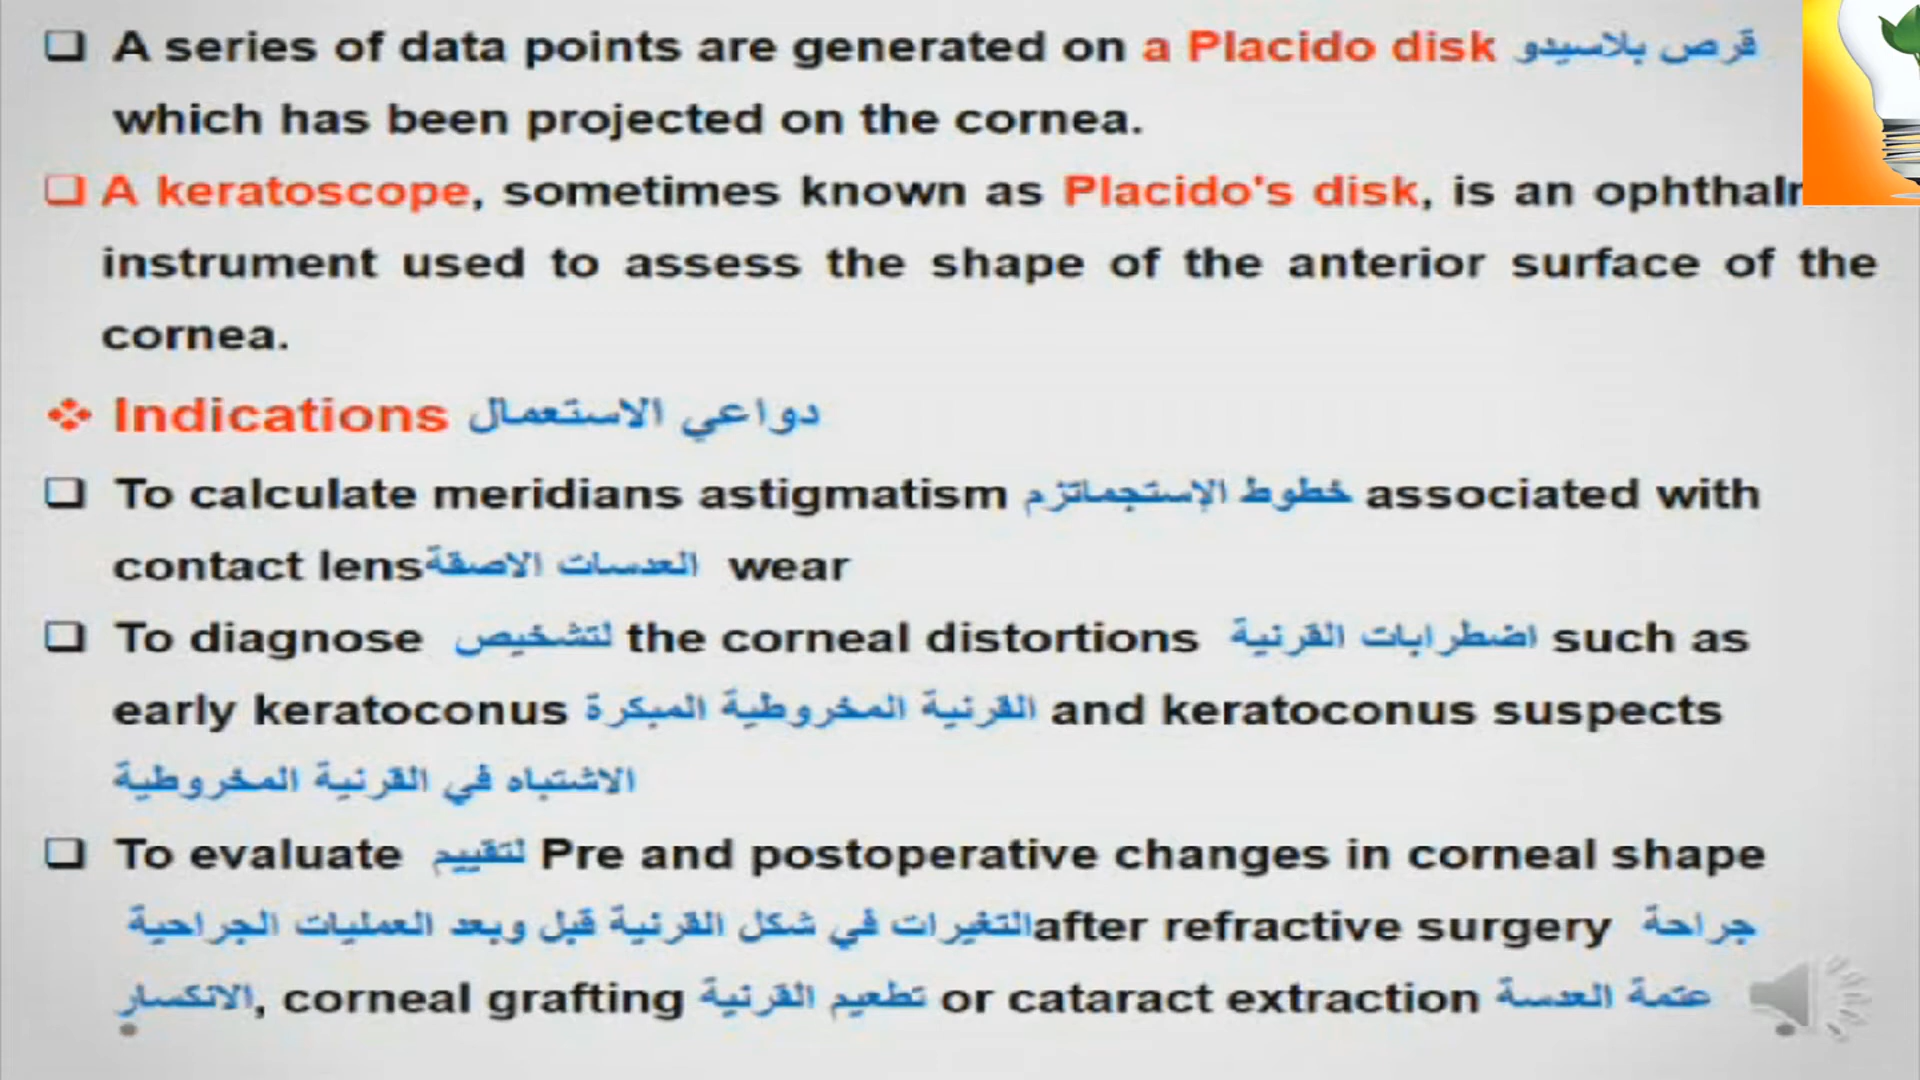 A series of data points are generated on a Placido disk قرص بلاسيدو
which has been projected on the cornea.
A keratoscope, sometimes known as Placido's disk, is an
instrument used to assess the shape of the anterior surface of the
cornea.
Indications دواعي الاستعمال
To calculate meridians astigmatism خطوط الإستجماتزم associated with
contact lens العدسات الاصقة wear
To diagnose لتشخيص the corneal distortions اضطرابات القرنية such as
early keratoconus القرنية المخروطية المبكرة and keratoconus suspects
الاشتباه في القرنية المخروطية
To evaluate لتقييم Pre and postoperative changes in corneal shape
التغيرات في شكل القرنية قبل وبعد العمليات الجراحية after refractive surgery جراحة
الانكسار, corneal grafting تطعيم القرنية or cataract extraction عتمة العدسة